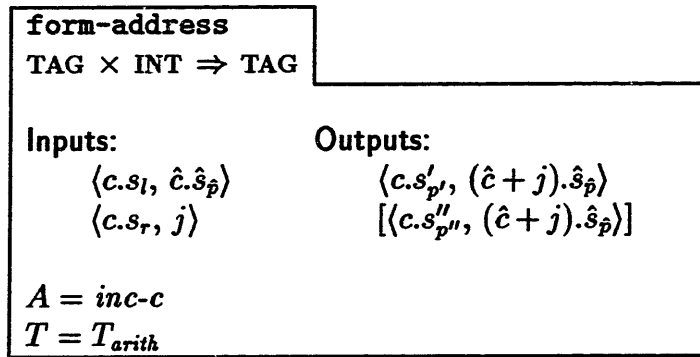 form-address
TAG × INT ⇒ TAG
Inputs: Outputs:
⟨c.s_l, ĉ.ŝ_p̂⟩ ⟨c.s′_p′, (ĉ + j).ŝ_p̂⟩
⟨c.s_r, j⟩ [⟨c.s″_p″, (ĉ + j).ŝ_p̂⟩]
A = inc-c
T = T_arith